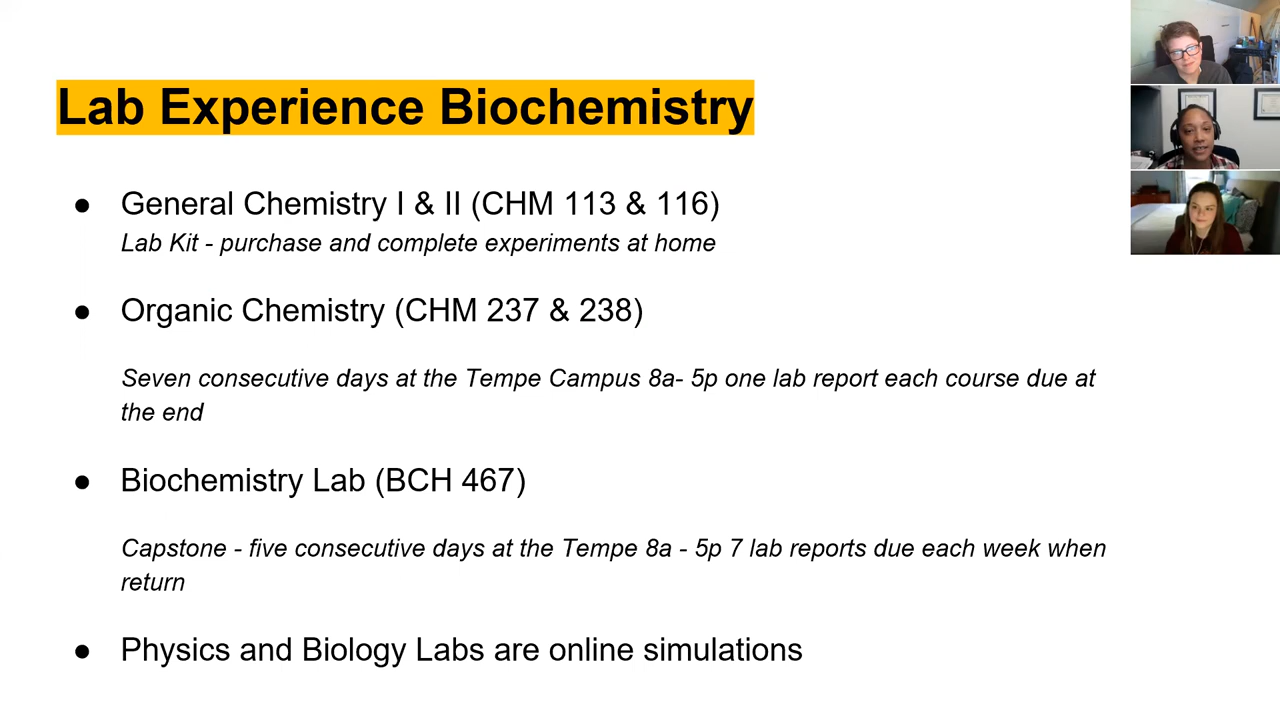 Lab Experience Biochemistry
● General Chemistry I & II (CHM 113 & 116)
Lab Kit - purchase and complete experiments at home
● Organic Chemistry (CHM 237 & 238)
Seven consecutive days at the Tempe Campus 8a- 5p one lab report each course due at
the end
● Biochemistry Lab (BCH 467)
Capstone - five consecutive days at the Tempe 8a - 5p 7 lab reports due each week when
return
● Physics and Biology Labs are online simulations